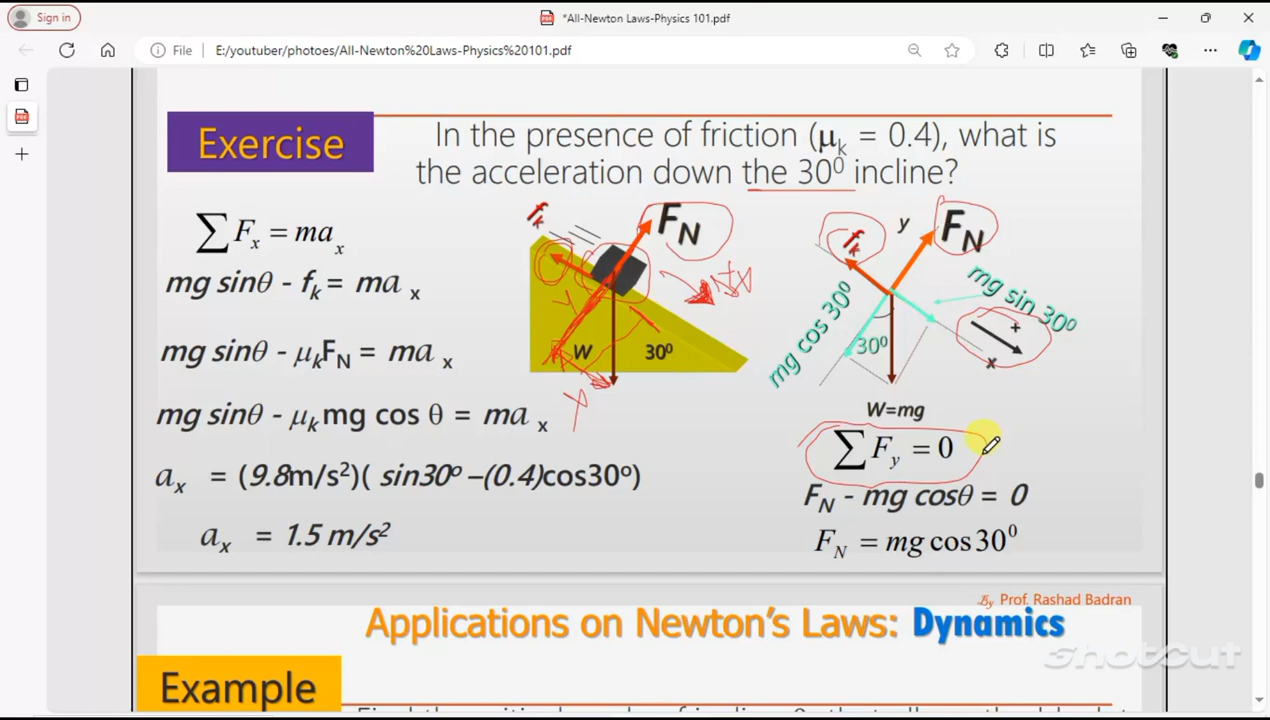 Sign in
*All-Newton Laws-Physics 101.pdf
File E:/youtuber/photoes/All-Newton%20Laws-Physics%20101.pdf
Exercise
In the presence of friction (μk = 0.4), what is
the acceleration down the 30⁰ incline?
∑ Fx = max
mg sinθ - fk = ma x
mg sinθ - μkFN = ma x
mg sinθ - μk mg cos θ = ma x
ax = (9.8m/s²)( sin30º –(0.4)cos30º)
ax = 1.5 m/s²
fk
FN
+x
y
W
30⁰
x
fk
y
FN
mg sin 30⁰
mg cos 30⁰
30⁰
+
x
W=mg
∑ Fy = 0
FN - mg cosθ = 0
FN = mg cos 30⁰
By Prof. Rashad Badran
Applications on Newton's Laws: Dynamics
Example
Shotcut